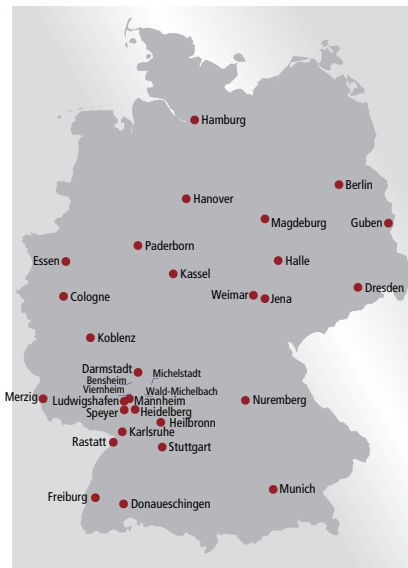 Hamburg
Berlin
Hanover
Magdeburg
Guben
Paderborn
Essen
Halle
Kassel
Dresden
Cologne
Weimar
Jena
Koblenz
Darmstadt
Michelstadt
Bensheim
Viernheim
Wald-Michelbach
Merzig
Ludwigshafen
Mannheim
Nuremberg
Speyer
Heidelberg
Heilbronn
Karlsruhe
Rastatt
Stuttgart
Munich
Freiburg
Donaueschingen